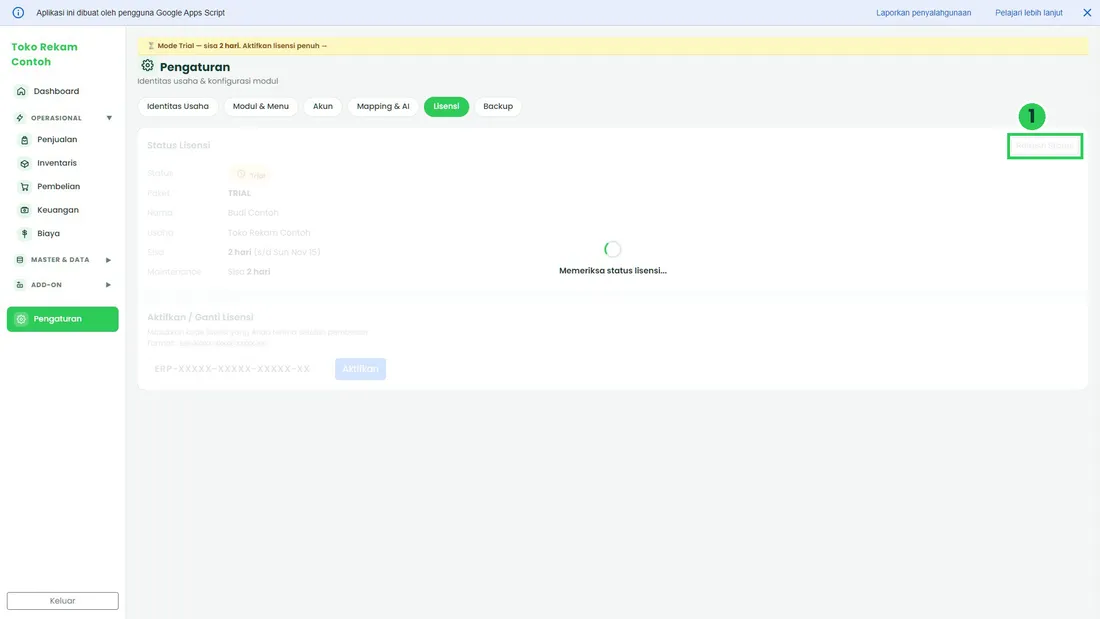 Aplikasi ini dibuat oleh pengguna Google Apps Script
Laporkan penyalahgunaan
Pelajari lebih lanjut
Toko Rekam
Contoh
Dashboard
OPERASIONAL
Penjualan
Inventaris
Pembelian
Keuangan
Biaya
MASTER & DATA
ADD-ON
Pengaturan
Keluar
Mode Trial — sisa 2 hari. Aktifkan lisensi penuh →
Pengaturan
Identitas usaha & konfigurasi modul
Identitas Usaha
Modul & Menu
Akun
Mapping & AI
Lisensi
Backup
1
Status Lisensi
Status
Trial
Paket
TRIAL
Nama
Budi Contoh
Usaha
Toko Rekam Contoh
Sisa
2 hari (s/d Sun Nov 15)
Maintenance
Sisa 2 hari
Memeriksa status lisensi...
Aktifkan / Ganti Lisensi
ERP-XXXXX-XXXXX-XXXXX-XX
Aktifkan